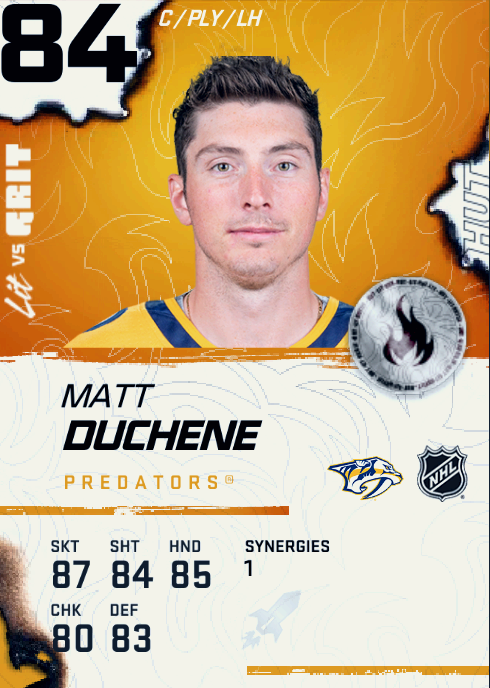 84
C/PLY/LH
Lit vs GRIT
HUT
MATT
DUCHENE
PREDATORS
NHL
SKT SHT HND
87 84 85
SYNERGIES
1
CHK DEF
80 83